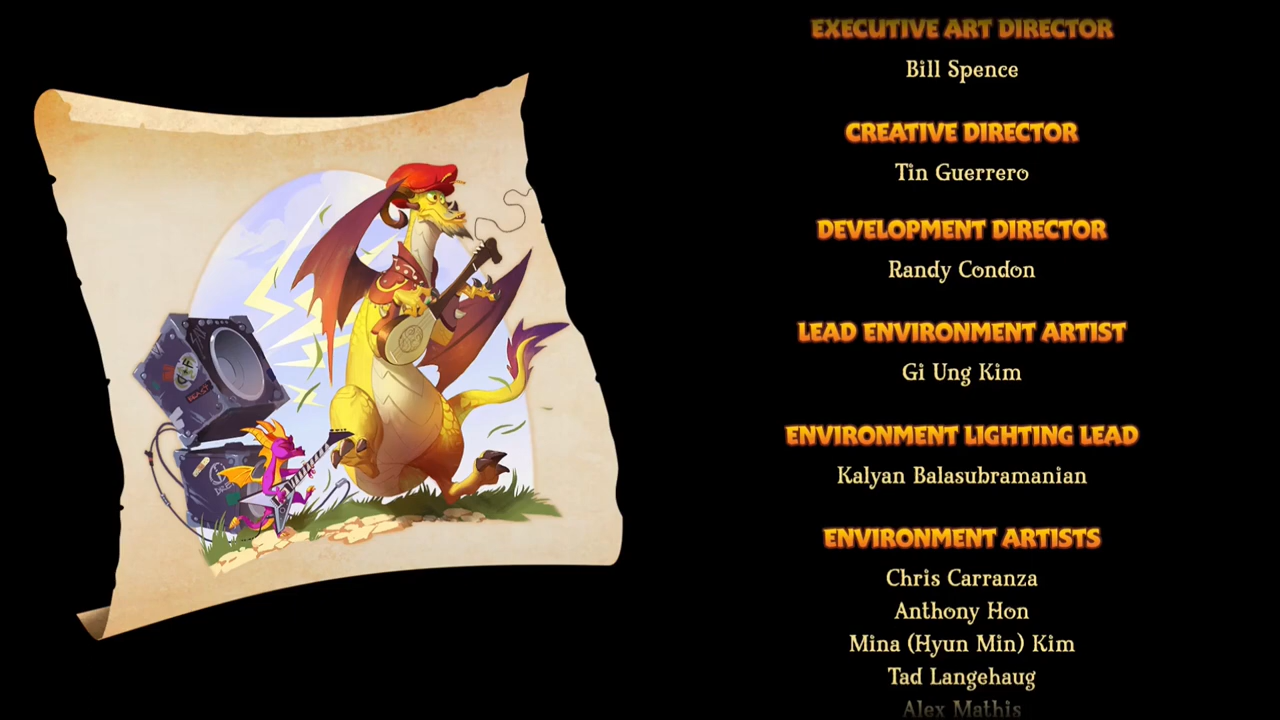 EXECUTIVE ART DIRECTOR
Bill Spence
CREATIVE DIRECTOR
Tin Guerrero
DEVELOPMENT DIRECTOR
Randy Condon
LEAD ENVIRONMENT ARTIST
Gi Ung Kim
ENVIRONMENT LIGHTING LEAD
Kalyan Balasubramanian
ENVIRONMENT ARTISTS
Chris Carranza
Anthony Hon
Mina (Hyun Min) Kim
Tad Langehaug
Alex Mathis